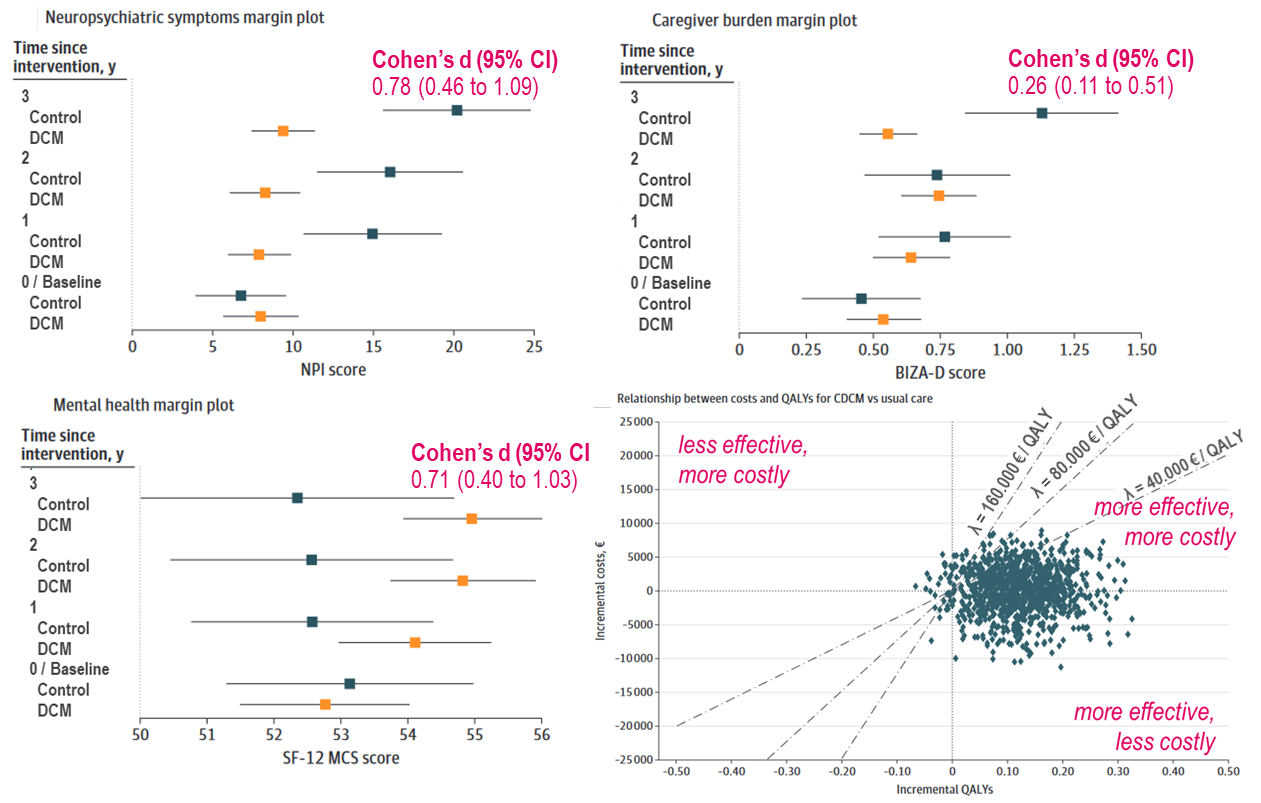 Neuropsychiatric symptoms margin plot
Time since
intervention, y
Cohen's d (95% CI)
0.78 (0.46 to 1.09)
3
Control
DCM
2
Control
DCM
1
Control
DCM
0 / Baseline
Control
DCM
0 5 10 15 20 25
NPI score
Caregiver burden margin plot
Time since
intervention, y
Cohen's d (95% CI)
0.26 (0.11 to 0.51)
3
Control
DCM
2
Control
DCM
1
Control
DCM
0 / Baseline
Control
DCM
0 0.25 0.50 0.75 1.00 1.25 1.50
BIZA-D score
Mental health margin plot
Time since
intervention, y
Cohen's d (95% CI
0.71 (0.40 to 1.03)
3
Control
DCM
2
Control
DCM
1
Control
DCM
0 / Baseline
Control
DCM
50 51 52 53 54 55 56
SF-12 MCS score
Relationship between costs and QALYs for CDCM vs usual care
less effective,
more costly
λ = 160.000 € / QALY
λ = 80.000 € / QALY
λ = 40.000 € / QALY
more effective,
more costly
more effective,
less costly
25000
20000
15000
10000
5000
0
-5000
-10000
-15000
-20000
-25000
Incremental costs, €
-0.50 -0.40 -0.30 -0.20 -0.10 0 0.10 0.20 0.30 0.40 0.50
Incremental QALYs